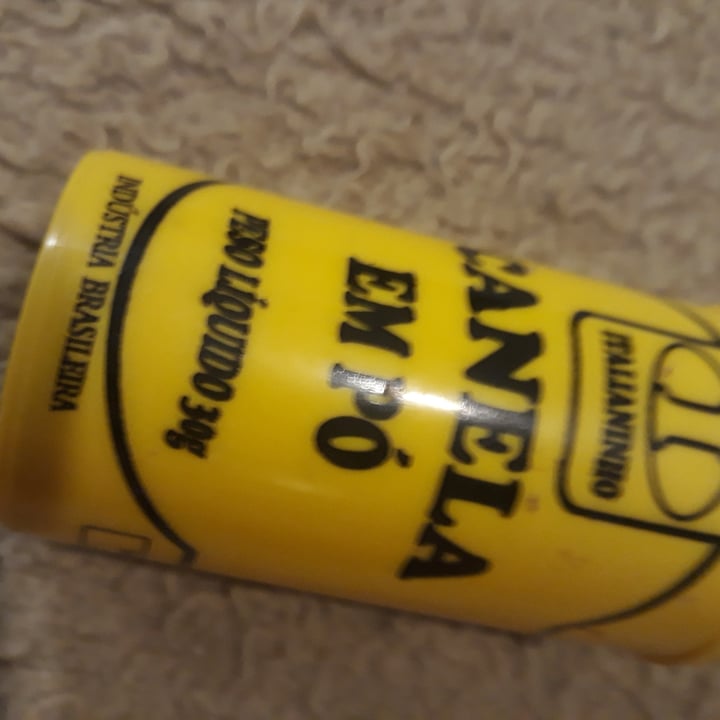 ITALIANINHO
CANELA
EM PÓ
PESO LÍQUIDO 30g
INDÚSTRIA BRASILEIRA